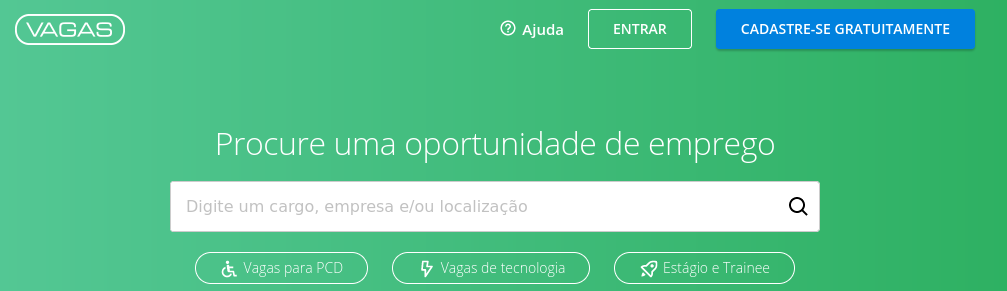 VAGAS
Ajuda
ENTRAR
CADASTRE-SE GRATUITAMENTE
Procure uma oportunidade de emprego
Digite um cargo, empresa e/ou localização
Vagas para PCD
Vagas de tecnologia
Estágio e Trainee